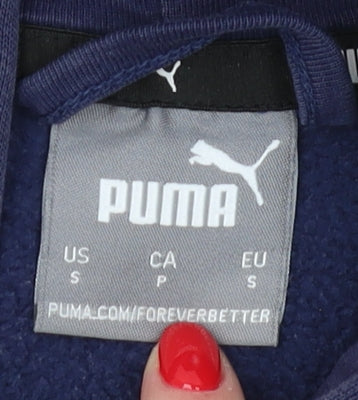 PUMA
US CA EU
S P S
PUMA.COM/FOREVERBETTER